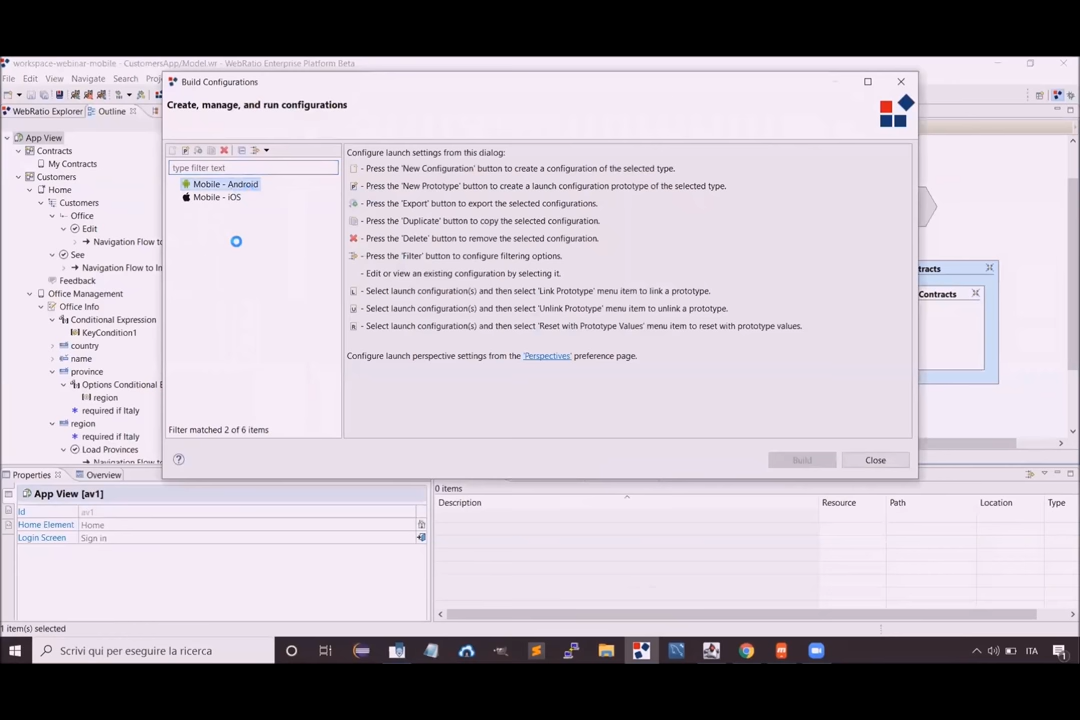 workspace-webinar-mobile - CustomersApp/Model.wr - WebRatio Enterprise Platform Beta
File Edit View Navigate Search
WebRatio Explorer Outline
App View
Contracts
My Contracts
Customers
Home
Customers
Office
Edit
Navigation Flow to
See
Navigation Flow to In
Feedback
Office Management
Office Info
Conditional Expression
KeyCondition1
country
name
province
Options Conditional E
region
required if Italy
region
required if Italy
Load Provinces
Build Configurations
Create, manage, and run configurations
type filter text
Mobile - Android
Mobile - iOS
Filter matched 2 of 6 items
Configure launch settings from this dialog:
- Press the 'New Configuration' button to create a configuration of the selected type.
- Press the 'New Prototype' button to create a launch configuration prototype of the selected type.
- Press the 'Export' button to export the selected configurations.
- Press the 'Duplicate' button to copy the selected configuration.
- Press the 'Delete' button to remove the selected configuration.
- Press the 'Filter' button to configure filtering options.
- Edit or view an existing configuration by selecting it.
- Select launch configuration(s) and then select 'Link Prototype' menu item to link a prototype.
- Select launch configuration(s) and then select 'Unlink Prototype' menu item to unlink a prototype.
- Select launch configuration(s) and then select 'Reset with Prototype Values' menu item to reset with prototype values.
Configure launch perspective settings from the 'Perspectives' preference page.
Build Close
tracts
Contracts
Properties Overview
App View [av1]
Id av1
Home Element Home
Login Screen Sign in
0 items
Description Resource Path Location Type
1 item(s) selected
Scrivi qui per eseguire la ricerca
ITA